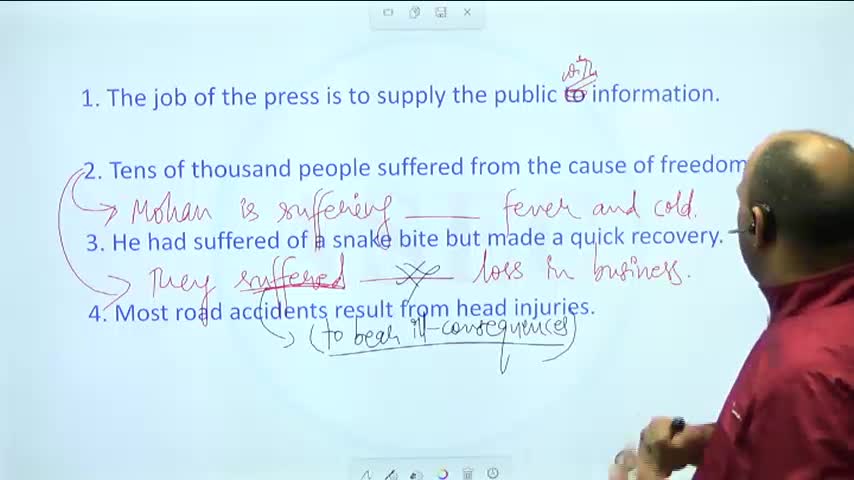 with
1. The job of the press is to supply the public to information.
2. Tens of thousand people suffered from the cause of freedom
Mohan is suffering ____ fever and cold.
3. He had suffered of a snake bite but made a quick recovery.
They suffered ____ loss in business.
4. Most road accidents result from head injuries.
(to bear ill-consequences)